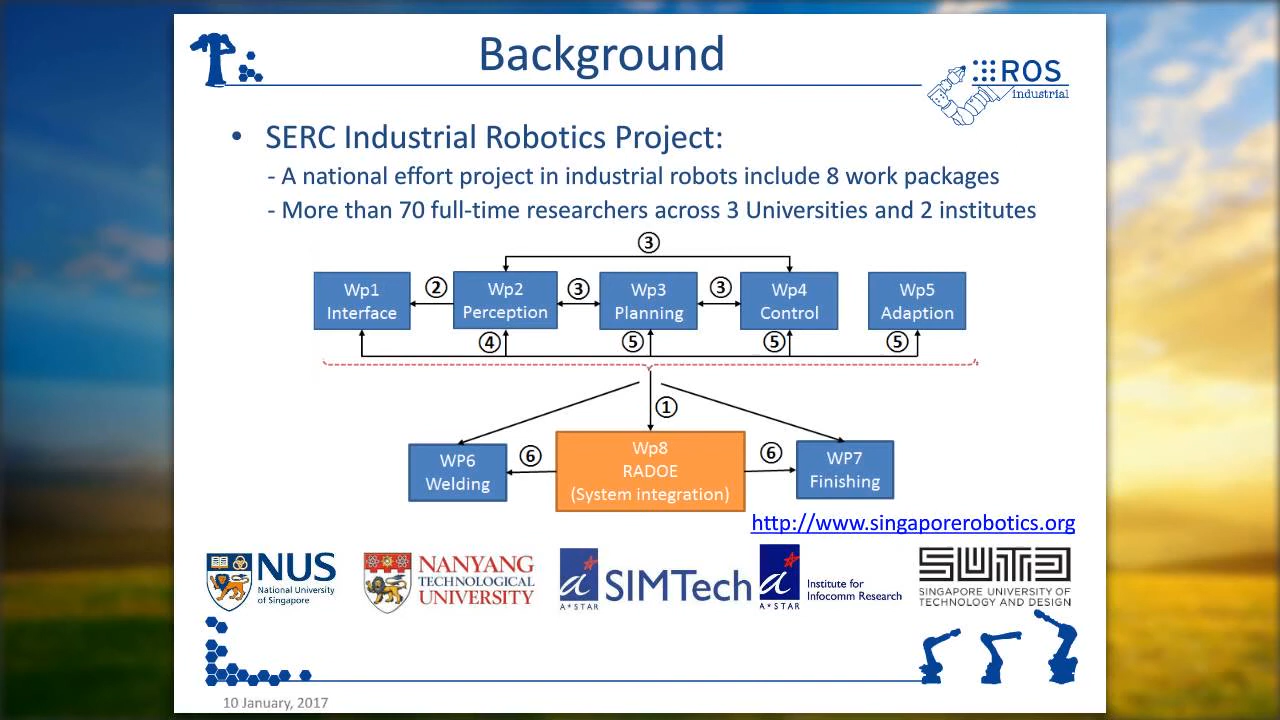 Background
ROS
industrial
• SERC Industrial Robotics Project:
- A national effort project in industrial robots include 8 work packages
- More than 70 full-time researchers across 3 Universities and 2 institutes
③
Wp1
Interface
②
Wp2
Perception
③
Wp3
Planning
③
Wp4
Control
Wp5
Adaption
④
⑤
⑤
⑤
①
WP6
Welding
⑥
Wp8
RADOE
(System integration)
⑥
WP7
Finishing
http://www.singaporerobotics.org
NUS
National University
of Singapore
NANYANG
TECHNOLOGICAL
UNIVERSITY
a
A★STAR
SIMTech
a
A★STAR
Institute for
Infocomm Research
SUTD
SINGAPORE UNIVERSITY OF
TECHNOLOGY AND DESIGN
10 January, 2017